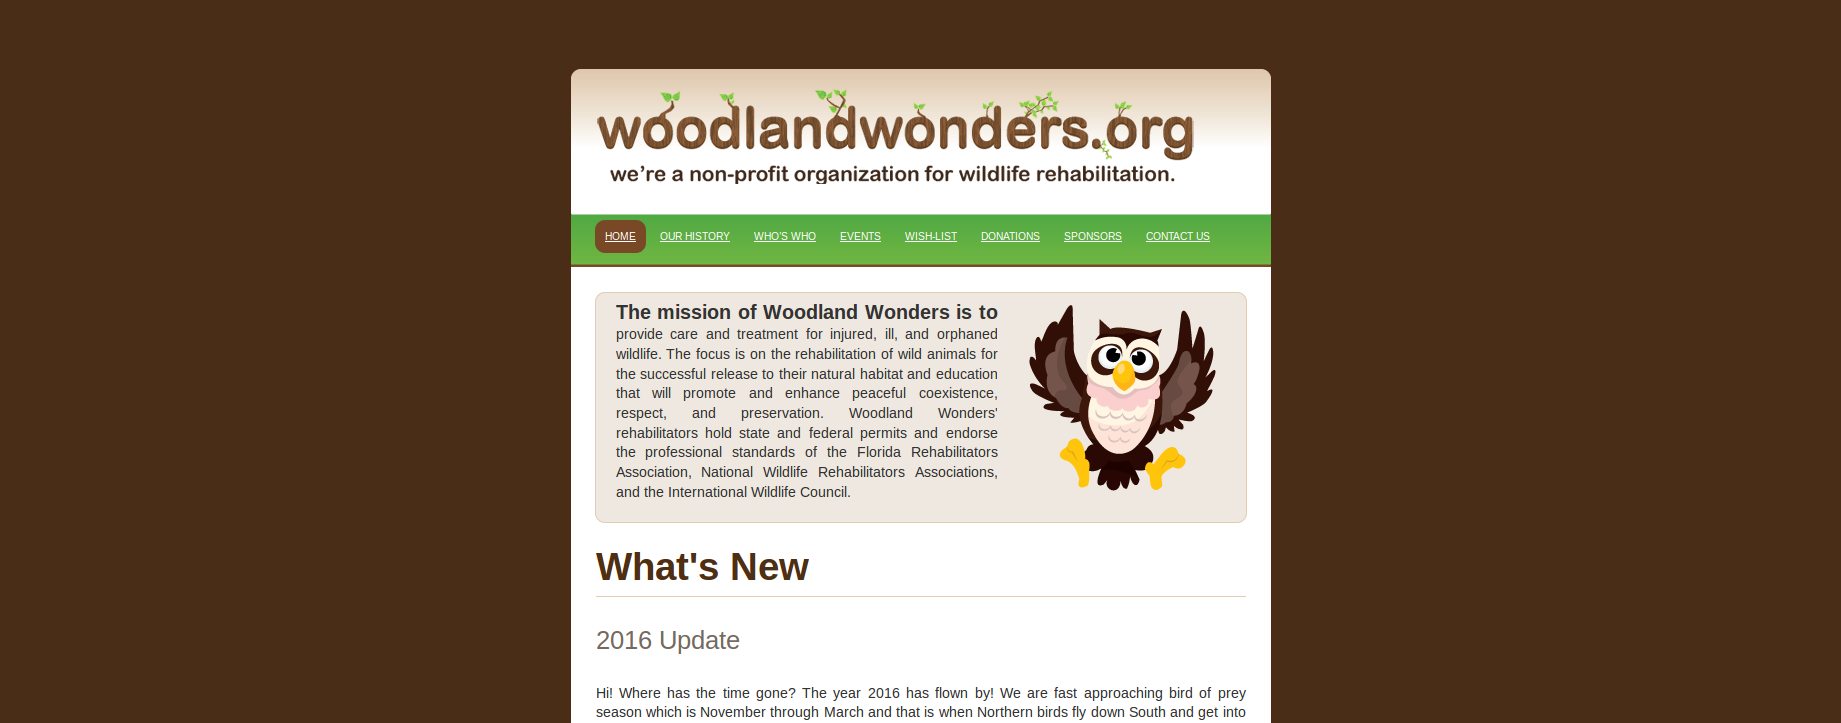 woodlandwonders.org
we're a non-profit organization for wildlife rehabilitation.
HOME OUR HISTORY WHO'S WHO EVENTS WISH-LIST DONATIONS SPONSORS CONTACT US
The mission of Woodland Wonders is to
provide care and treatment for injured, ill, and orphaned
wildlife. The focus is on the rehabilitation of wild animals for
the successful release to their natural habitat and education
that will promote and enhance peaceful coexistence,
respect, and preservation. Woodland Wonders'
rehabilitators hold state and federal permits and endorse
the professional standards of the Florida Rehabilitators
Association, National Wildlife Rehabilitators Associations,
and the International Wildlife Council.
What's New
2016 Update
Hi! Where has the time gone? The year 2016 has flown by! We are fast approaching bird of prey
season which is November through March and that is when Northern birds fly down South and get into